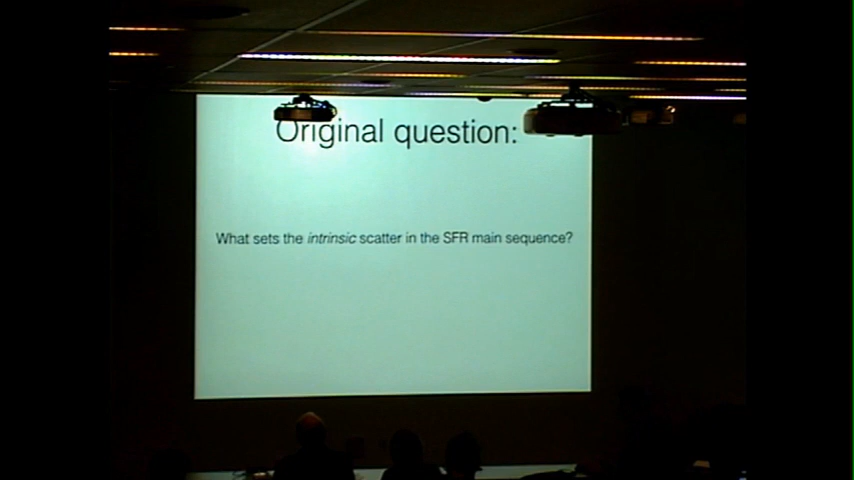 Original question:
What sets the intrinsic scatter in the SFR main sequence?